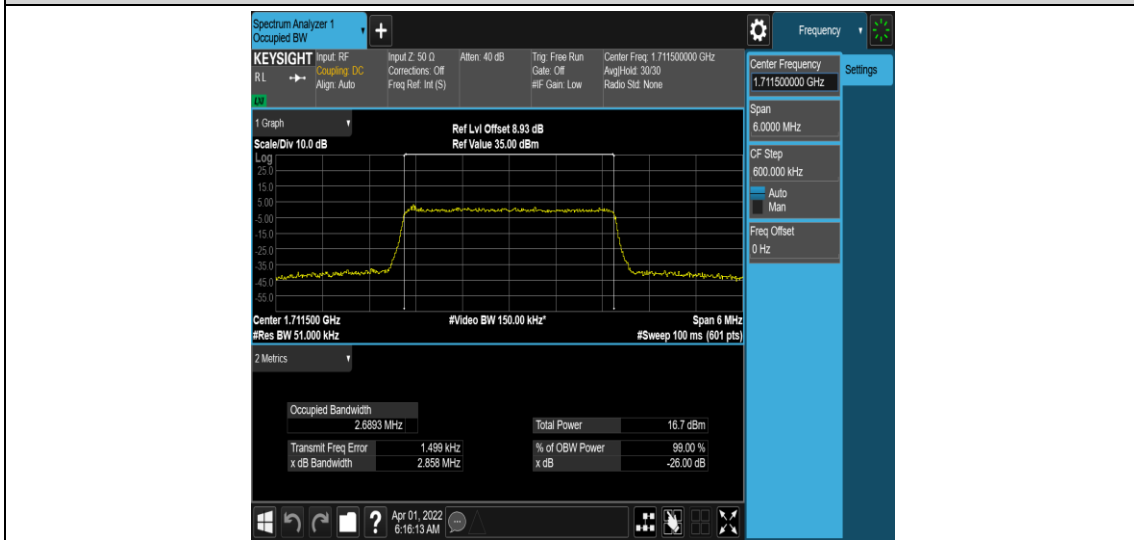 Spectrum Analyzer 1
Occupied BW
+
Frequency
KEYSIGHT
RL
LXI
Input: RF
Coupling: DC
Align: Auto
Input Z: 50 Ω
Corrections: Off
Freq Ref: Int (S)
Atten: 40 dB
Trig: Free Run
Gate: Off
#IF Gain: Low
Center Freq: 1.711500000 GHz
Avg|Hold: 30/30
Radio Std: None
Center Frequency
1.711500000 GHz
Settings
Span
6.0000 MHz
CF Step
600.000 kHz
Auto
Man
Freq Offset
0 Hz
1 Graph
Scale/Div 10.0 dB
Ref Lvl Offset 8.93 dB
Ref Value 35.00 dBm
Log
25.0
15.0
5.00
-5.00
-15.0
-25.0
-35.0
-45.0
-55.0
Center 1.711500 GHz
#Video BW 150.00 kHz*
Span 6 MHz
#Res BW 51.000 kHz
#Sweep 100 ms (601 pts)
2 Metrics
Occupied Bandwidth
2.6893 MHz
Total Power 16.7 dBm
Transmit Freq Error 1.499 kHz
% of OBW Power 99.00 %
x dB Bandwidth 2.858 MHz
x dB -26.00 dB
?
Apr 01, 2022
6:16:13 AM